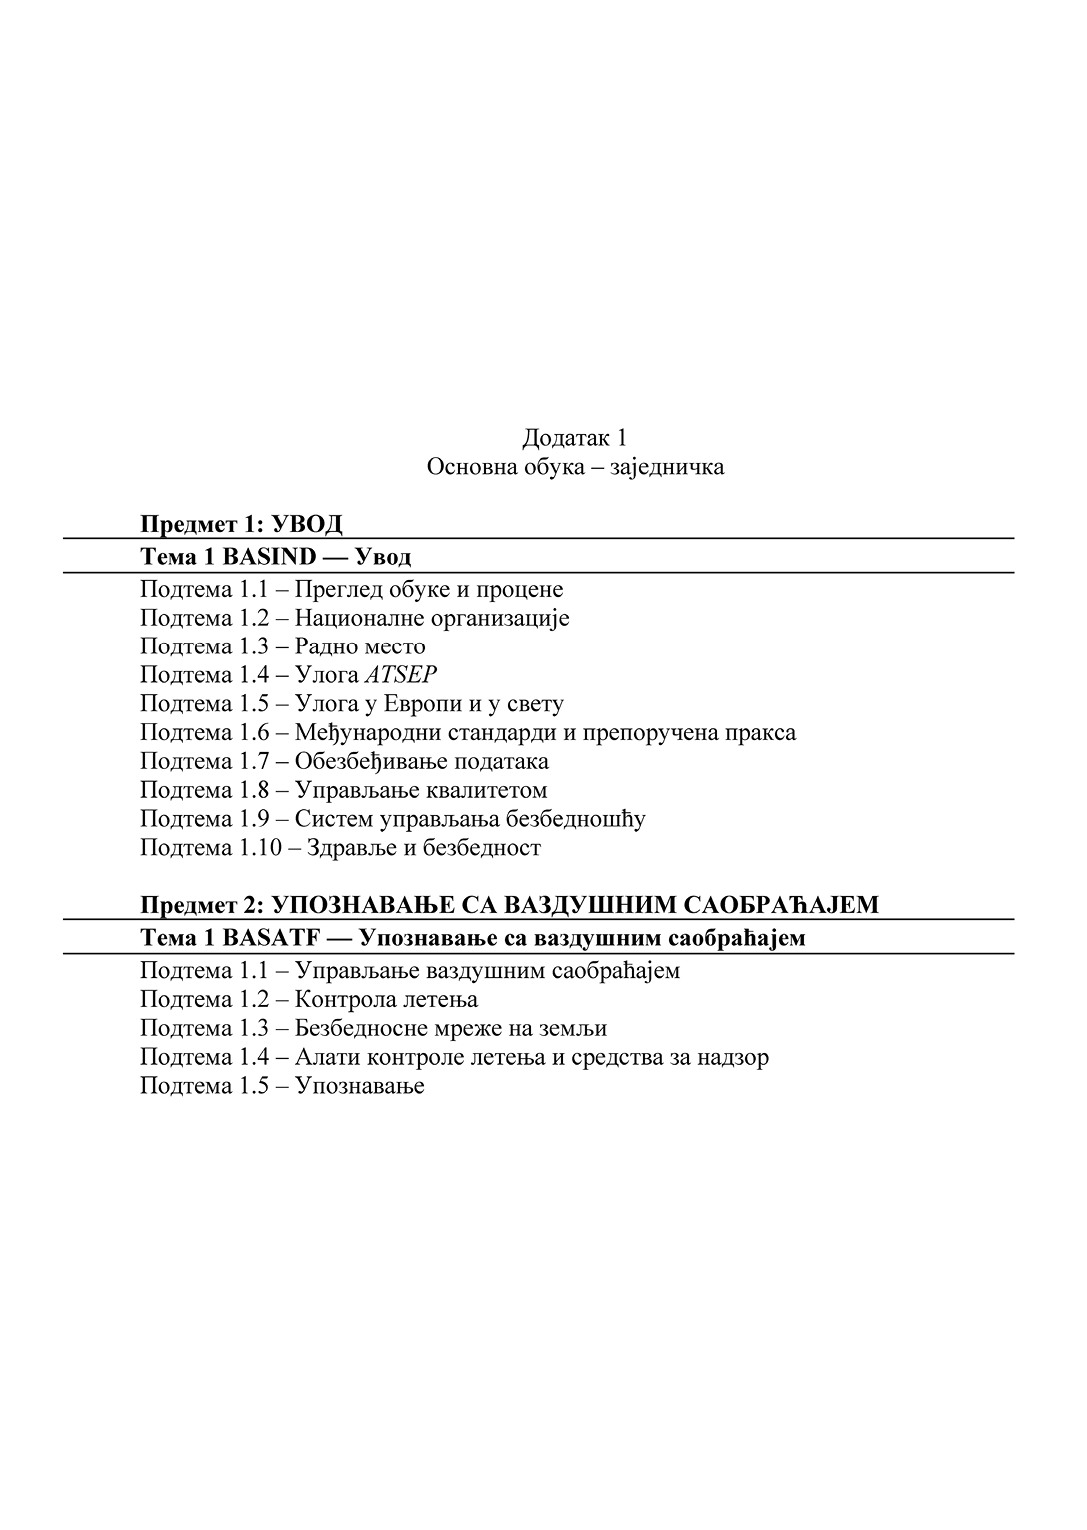 Додатак 1
Основна обука – заједничка
Предмет 1: УВОД
Тема 1 BASIND — Увод
Подтема 1.1 – Преглед обуке и процене
Подтема 1.2 – Националне организације
Подтема 1.3 – Радно место
Подтема 1.4 – Улога ATSEP
Подтема 1.5 – Улога у Европи и у свету
Подтема 1.6 – Међународни стандарди и препоручена пракса
Подтема 1.7 – Обезбеђивање података
Подтема 1.8 – Управљање квалитетом
Подтема 1.9 – Систем управљања безбедношћу
Подтема 1.10 – Здравље и безбедност
Предмет 2: УПОЗНАВАЊЕ СА ВАЗДУШНИМ САОБРАЋАЈЕМ
Тема 1 BASATF — Упознавање са ваздушним саобраћајем
Подтема 1.1 – Управљање ваздушним саобраћајем
Подтема 1.2 – Контрола летења
Подтема 1.3 – Безбедносне мреже на земљи
Подтема 1.4 – Алати контроле летења и средства за надзор
Подтема 1.5 – Упознавање